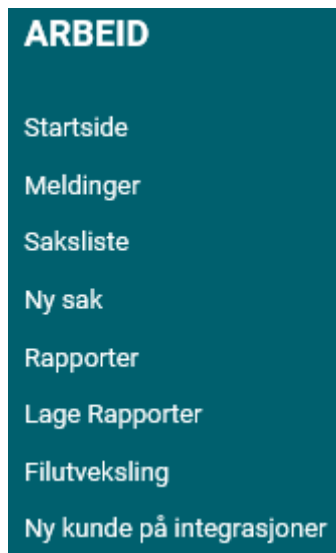 ARBEID
Startside
Meldinger
Saksliste
Ny sak
Rapporter
Lage Rapporter
Filutveksling
Ny kunde på integrasjoner